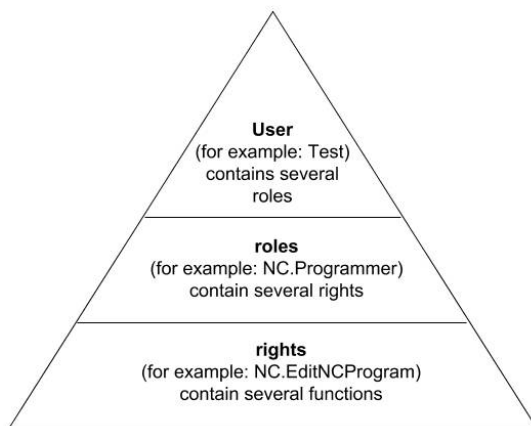 User
(for example: Test)
contains several
roles
roles
(for example: NC.Programmer)
contain several rights
rights
(for example: NC.EditNCProgram)
contain several functions